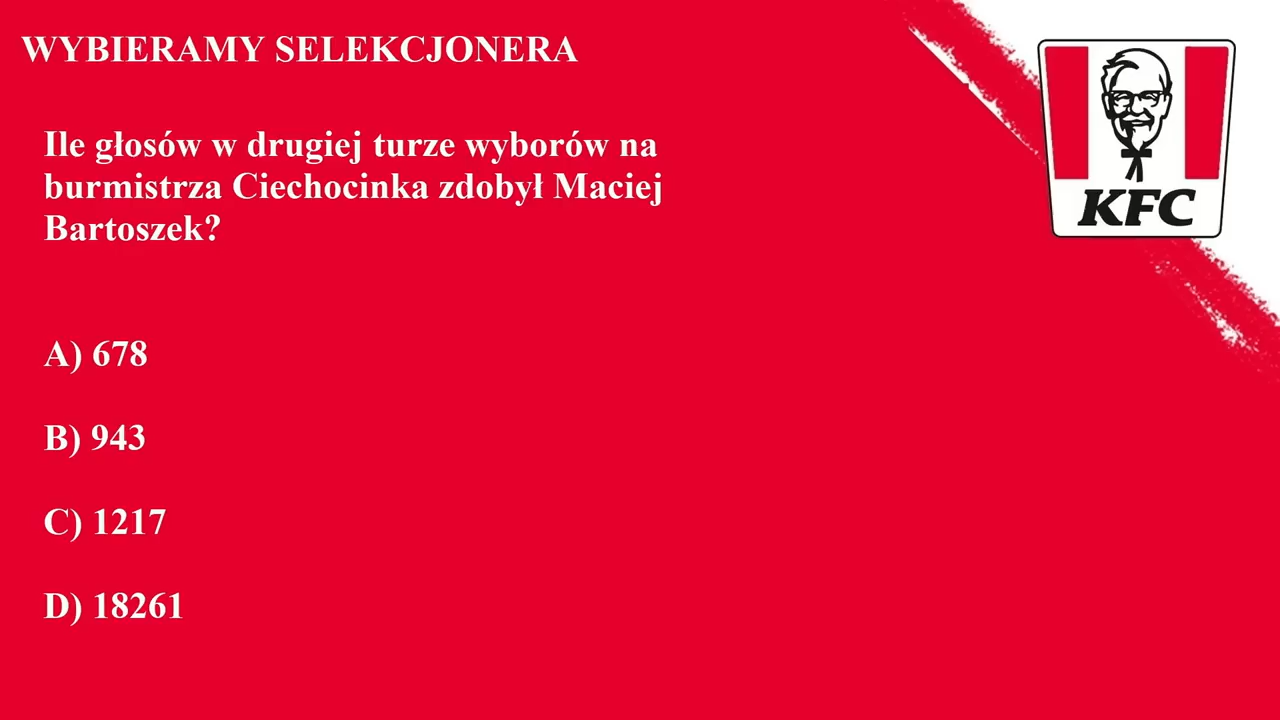 WYBIERAMY SELEKCJONERA
Ile głosów w drugiej turze wyborów na
burmistrza Ciechocinka zdobył Maciej
Bartoszek?
A) 678
B) 943
C) 1217
D) 18261
KFC